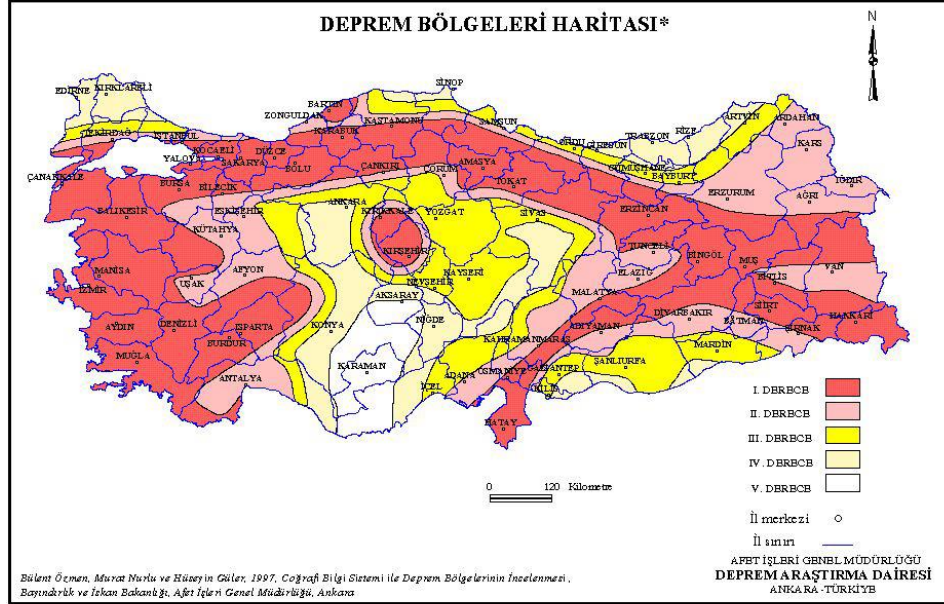 DEPREM BÖLGELERİ HARİTASI*
N
SİNOP
EDİRNE
KIRKLARELİ
BARTIN
ZONGULDAK
KASTAMONU
SAMSUN
ARTVİN
ARDAHAN
TEKİRDAĞ
İSTANBUL
KARABÜK
TRABZON
RİZE
ORDU
GİRESUN
KARS
KOCAELİ
DÜZCE
YALOVA
SAKARYA
BOLU
ÇANKIRI
ÇORUM
AMASYA
GÜMÜŞHANE
BAYBURT
ÇANAKKALE
BURSA
BİLECİK
TOKAT
ERZURUM
AĞRI
IĞDIR
BALIKESİR
ESKİŞEHİR
ANKARA
KIRIKKALE
YOZGAT
SİVAS
ERZİNCAN
KÜTAHYA
KIRŞEHİR
TUNCELİ
BİNGÖL
MUŞ
MANİSA
UŞAK
AFYON
NEVŞEHİR
KAYSERİ
ELAZIĞ
BİTLİS
VAN
İZMİR
AKSARAY
MALATYA
SİİRT
AYDIN
DENİZLİ
ISPARTA
KONYA
NİĞDE
ADIYAMAN
DİYARBAKIR
BATMAN
ŞIRNAK
HAKKARİ
BURDUR
KAHRAMANMARAŞ
MARDİN
MUĞLA
KARAMAN
ŞANLIURFA
ANTALYA
İÇEL
ADANA
OSMANİYE
GAZİANTEP
KİLİS
HATAY
I. DERECE
II. DERECE
III. DERECE
IV. DERECE
V. DERECE
0 120 Kilometre
İl merkezi
İl sınırı
AFET İŞLERİ GENEL MÜDÜRLÜĞÜ
DEPREM ARAŞTIRMA DAİRESİ
ANKARA-TÜRKİYE
Bülent Özmen, Murat Nurlu ve Hüseyin Güler, 1997, Coğrafi Bilgi Sistemi ile Deprem Bölgelerinin İncelenmesi,
Bayındırlık ve İskan Bakanlığı, Afet İşleri Genel Müdürlüğü, Ankara